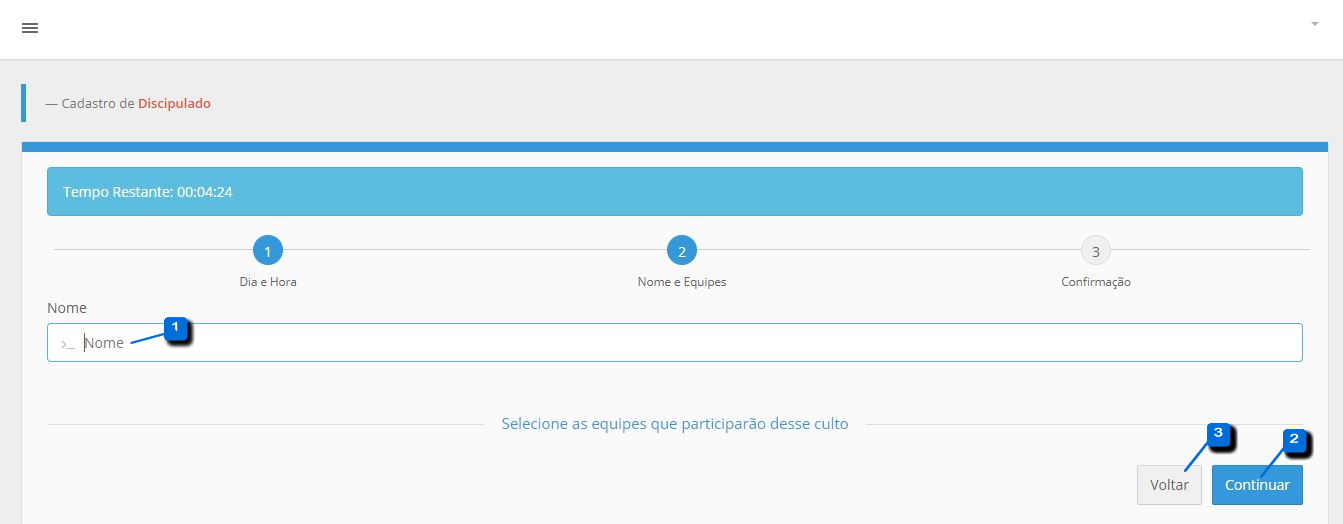 — Cadastro de Discipulado
Tempo Restante: 00:04:24
1
2
3
Dia e Hora
Nome e Equipes
Confirmação
Nome
1
>_ Nome
Selecione as equipes que participarão desse culto
3
2
Voltar
Continuar